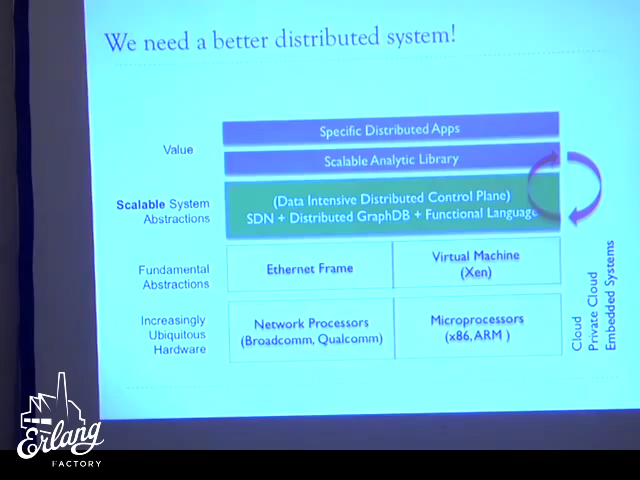 We need a better distributed system!
Value
Specific Distributed Apps
Scalable Analytic Library
Scalable System
Abstractions
(Data Intensive Distributed Control Plane)
SDN + Distributed GraphDB + Functional Language
Fundamental
Abstractions
Ethernet Frame
Virtual Machine
(Xen)
Increasingly
Ubiquitous
Hardware
Network Processors
(Broadcomm, Qualcomm)
Microprocessors
(x86, ARM )
Cloud
Private Cloud
Embedded Systems
Erlang
FACTORY